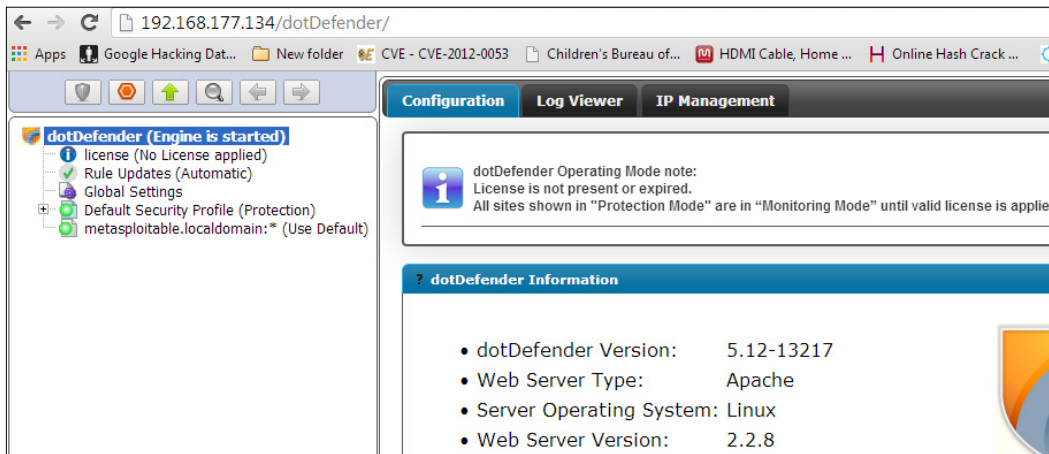 192.168.177.134/dotDefender/
Apps Google Hacking Dat... New folder CVE - CVE-2012-0053 Children's Bureau of... HDMI Cable, Home ... Online Hash Crack ...
Configuration Log Viewer IP Management
dotDefender (Engine is started)
license (No License applied)
Rule Updates (Automatic)
Global Settings
Default Security Profile (Protection)
metasploitable.localdomain:* (Use Default)
dotDefender Operating Mode note:
License is not present or expired.
All sites shown in "Protection Mode" are in “Monitoring Mode” until valid license is applie
? dotDefender Information
• dotDefender Version: 5.12-13217
• Web Server Type: Apache
• Server Operating System: Linux
• Web Server Version: 2.2.8